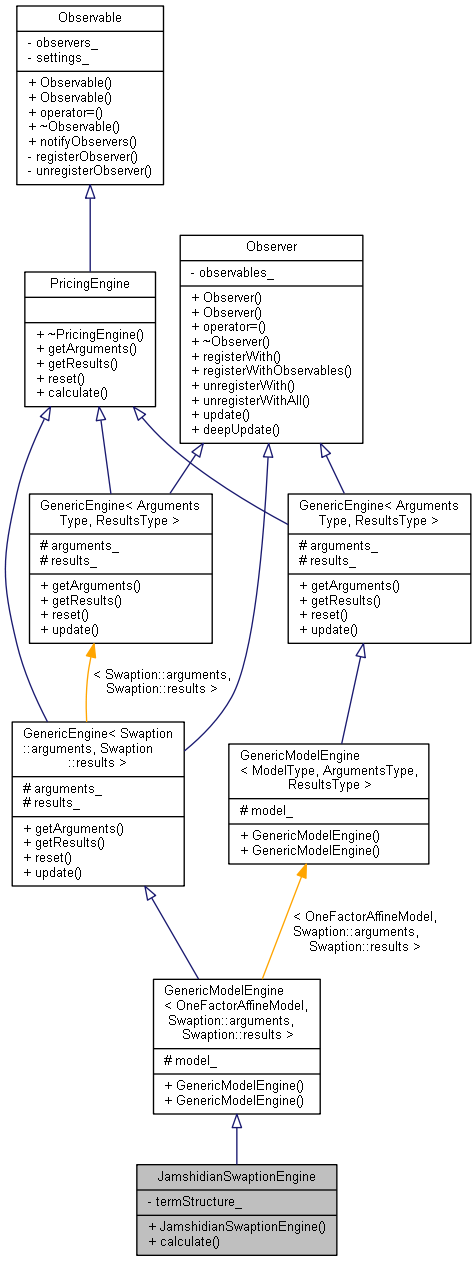 Observable
- observers_
- settings_
+ Observable()
+ Observable()
+ operator=()
+ ~Observable()
+ notifyObservers()
- registerObserver()
- unregisterObserver()
Observer
- observables_
+ Observer()
+ Observer()
+ operator=()
+ ~Observer()
+ registerWith()
+ registerWithObservables()
+ unregisterWith()
+ unregisterWithAll()
+ update()
+ deepUpdate()
PricingEngine
+ ~PricingEngine()
+ getArguments()
+ getResults()
+ reset()
+ calculate()
GenericEngine< Arguments
Type, ResultsType >
# arguments_
# results_
+ getArguments()
+ getResults()
+ reset()
+ update()
GenericEngine< Arguments
Type, ResultsType >
# arguments_
# results_
+ getArguments()
+ getResults()
+ reset()
+ update()
< Swaption::arguments,
Swaption::results >
GenericEngine< Swaption
::arguments, Swaption
::results >
# arguments_
# results_
+ getArguments()
+ getResults()
+ reset()
+ update()
GenericModelEngine
< ModelType, ArgumentsType,
ResultsType >
# model_
+ GenericModelEngine()
+ GenericModelEngine()
< OneFactorAffineModel,
Swaption::arguments,
Swaption::results >
GenericModelEngine
< OneFactorAffineModel,
Swaption::arguments,
Swaption::results >
# model_
+ GenericModelEngine()
+ GenericModelEngine()
JamshidianSwaptionEngine
- termStructure_
+ JamshidianSwaptionEngine()
+ calculate()